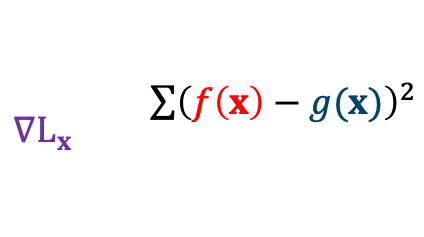 ∑(f(𝐱) − g(𝐱))²
∇L𝐱